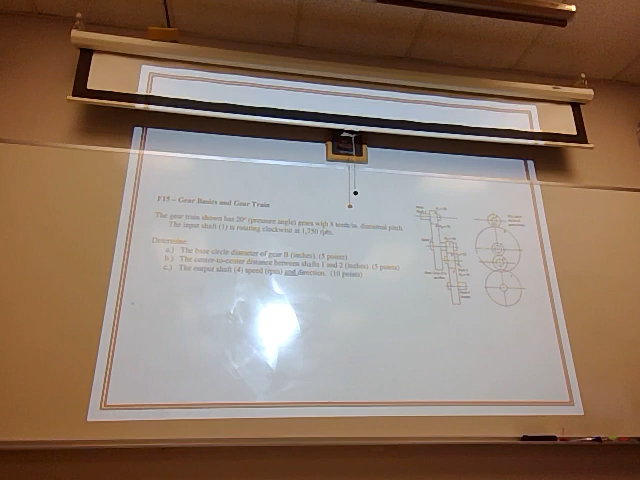 F15 – Gear Basics and Gear Train
The gear train shown has 20° (pressure angle) gears with 8 teeth/in. diametral pitch.
The input shaft (1) is rotating clockwise at 1,750 rpm.
Determine:
a.) The base circle diameter of gear B (inches). (5 points)
b.) The center-to-center distance between shafts 1 and 2 (inches). (5 points)
c.) The output shaft (4) speed (rpm) and direction. (10 points)